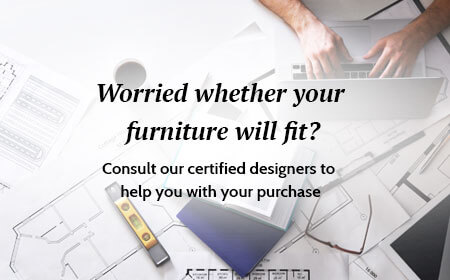 Worried whether your
furniture will fit?
Consult our certified designers to
help you with your purchase